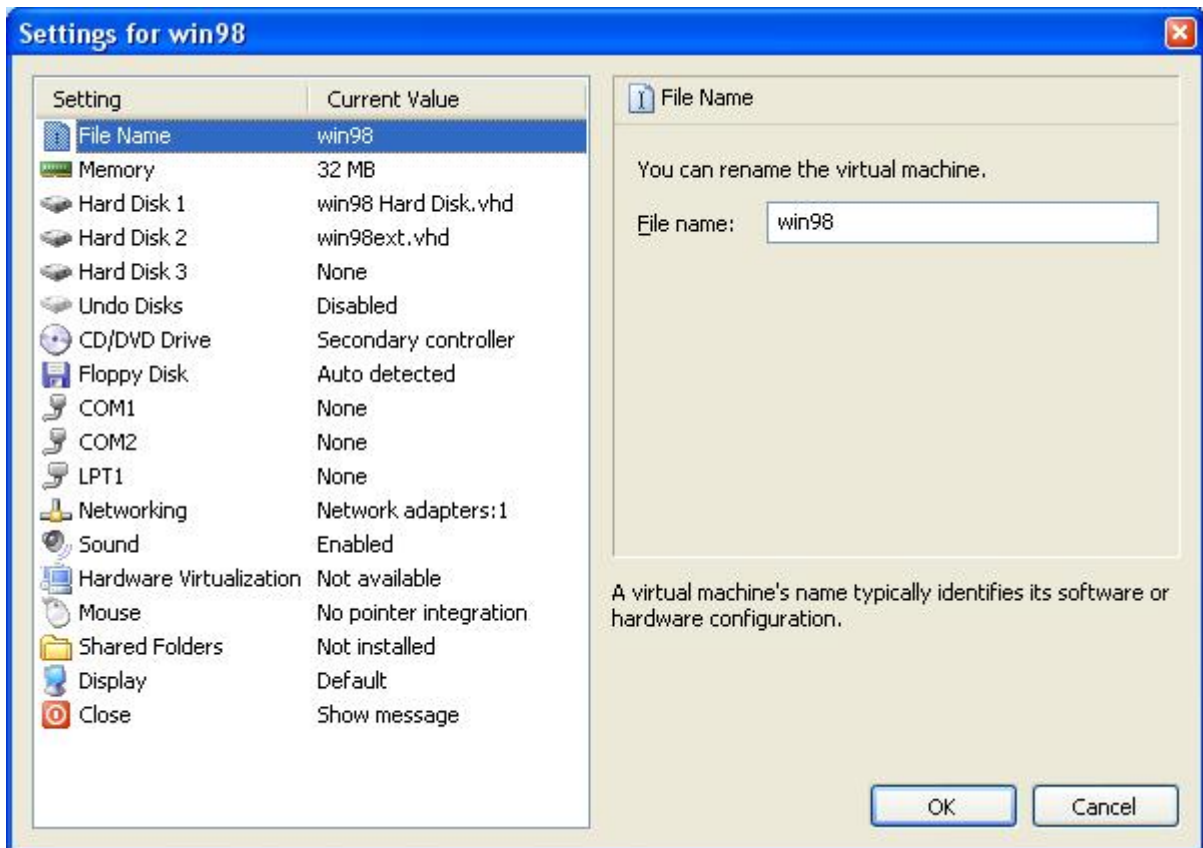 Settings for win98
Setting Current Value
File Name win98
Memory 32 MB
Hard Disk 1 win98 Hard Disk.vhd
Hard Disk 2 win98ext.vhd
Hard Disk 3 None
Undo Disks Disabled
CD/DVD Drive Secondary controller
Floppy Disk Auto detected
COM1 None
COM2 None
LPT1 None
Networking Network adapters:1
Sound Enabled
Hardware Virtualization Not available
Mouse No pointer integration
Shared Folders Not installed
Display Default
Close Show message
File Name
You can rename the virtual machine.
File name: win98
A virtual machine's name typically identifies its software or
hardware configuration.
OK Cancel